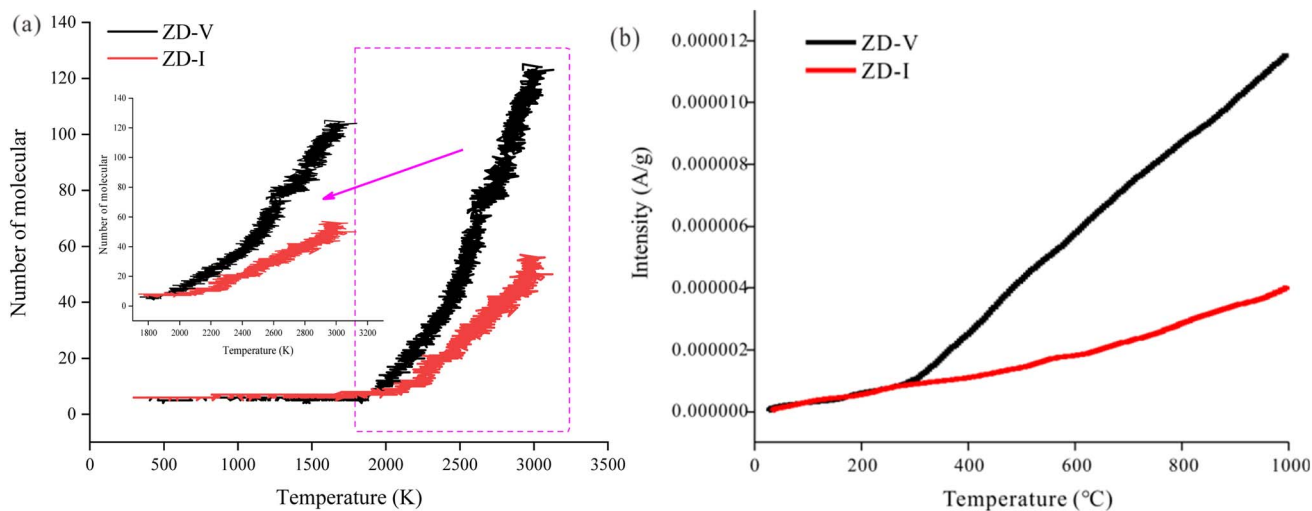 (a)
ZD-V
ZD-I
Number of molecular
140
120
100
80
60
40
20
0
0 500 1000 1500 2000 2500 3000 3500
Temperature (K)
Number of molecular
140
120
100
80
60
40
20
0
1800 2000 2200 2400 2600 2800 3000 3200
Temperature (K)
(b)
ZD-V
ZD-I
Intensity (A/g)
0.000012
0.000010
0.000008
0.000006
0.000004
0.000002
0.000000
0 200 400 600 800 1000
Temperature (℃)